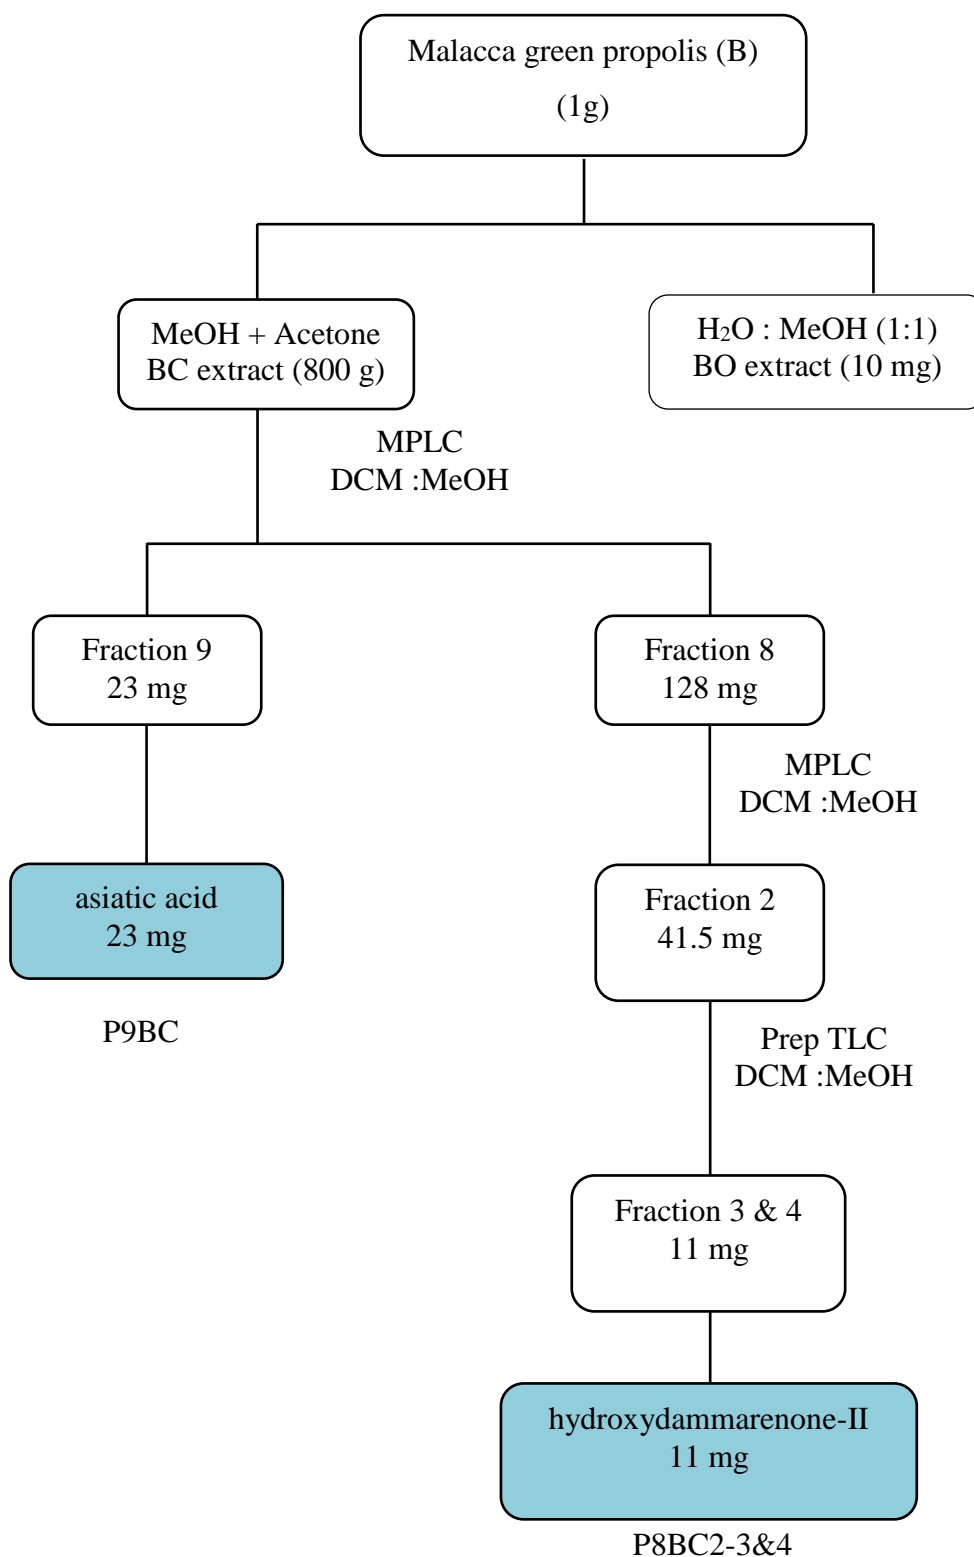 Malacca green propolis (B)
(1g)
MeOH + Acetone
BC extract (800 g)
H₂O : MeOH (1:1)
BO extract (10 mg)
MPLC
DCM :MeOH
Fraction 9
23 mg
Fraction 8
128 mg
MPLC
DCM :MeOH
asiatic acid
23 mg
Fraction 2
41.5 mg
P9BC
Prep TLC
DCM :MeOH
Fraction 3 & 4
11 mg
hydroxydammarenone-II
11 mg
P8BC2-3&4